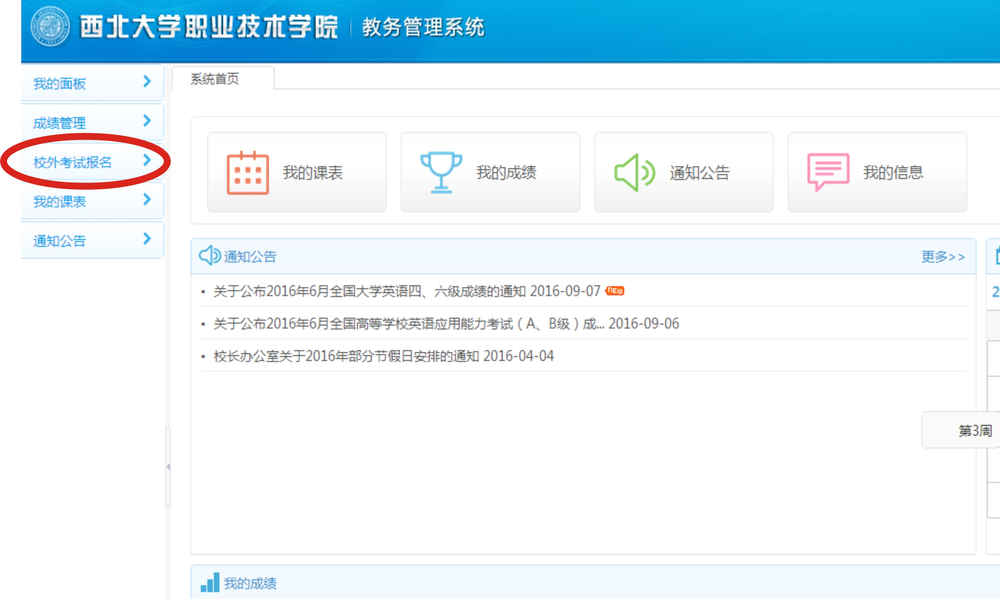 西北大学职业技术学院 教务管理系统
我的面板
成绩管理
校外考试报名
我的课表
通知公告
系统首页
我的课表
我的成绩
通知公告
我的信息
通知公告 更多>>
关于公布2016年6月全国大学英语四、六级成绩的通知 2016-09-07 NEW
关于公布2016年6月全国高等学校英语应用能力考试（A、B级）成... 2016-09-06
校长办公室关于2016年部分节假日安排的通知 2016-04-04
2
第3周
我的成绩